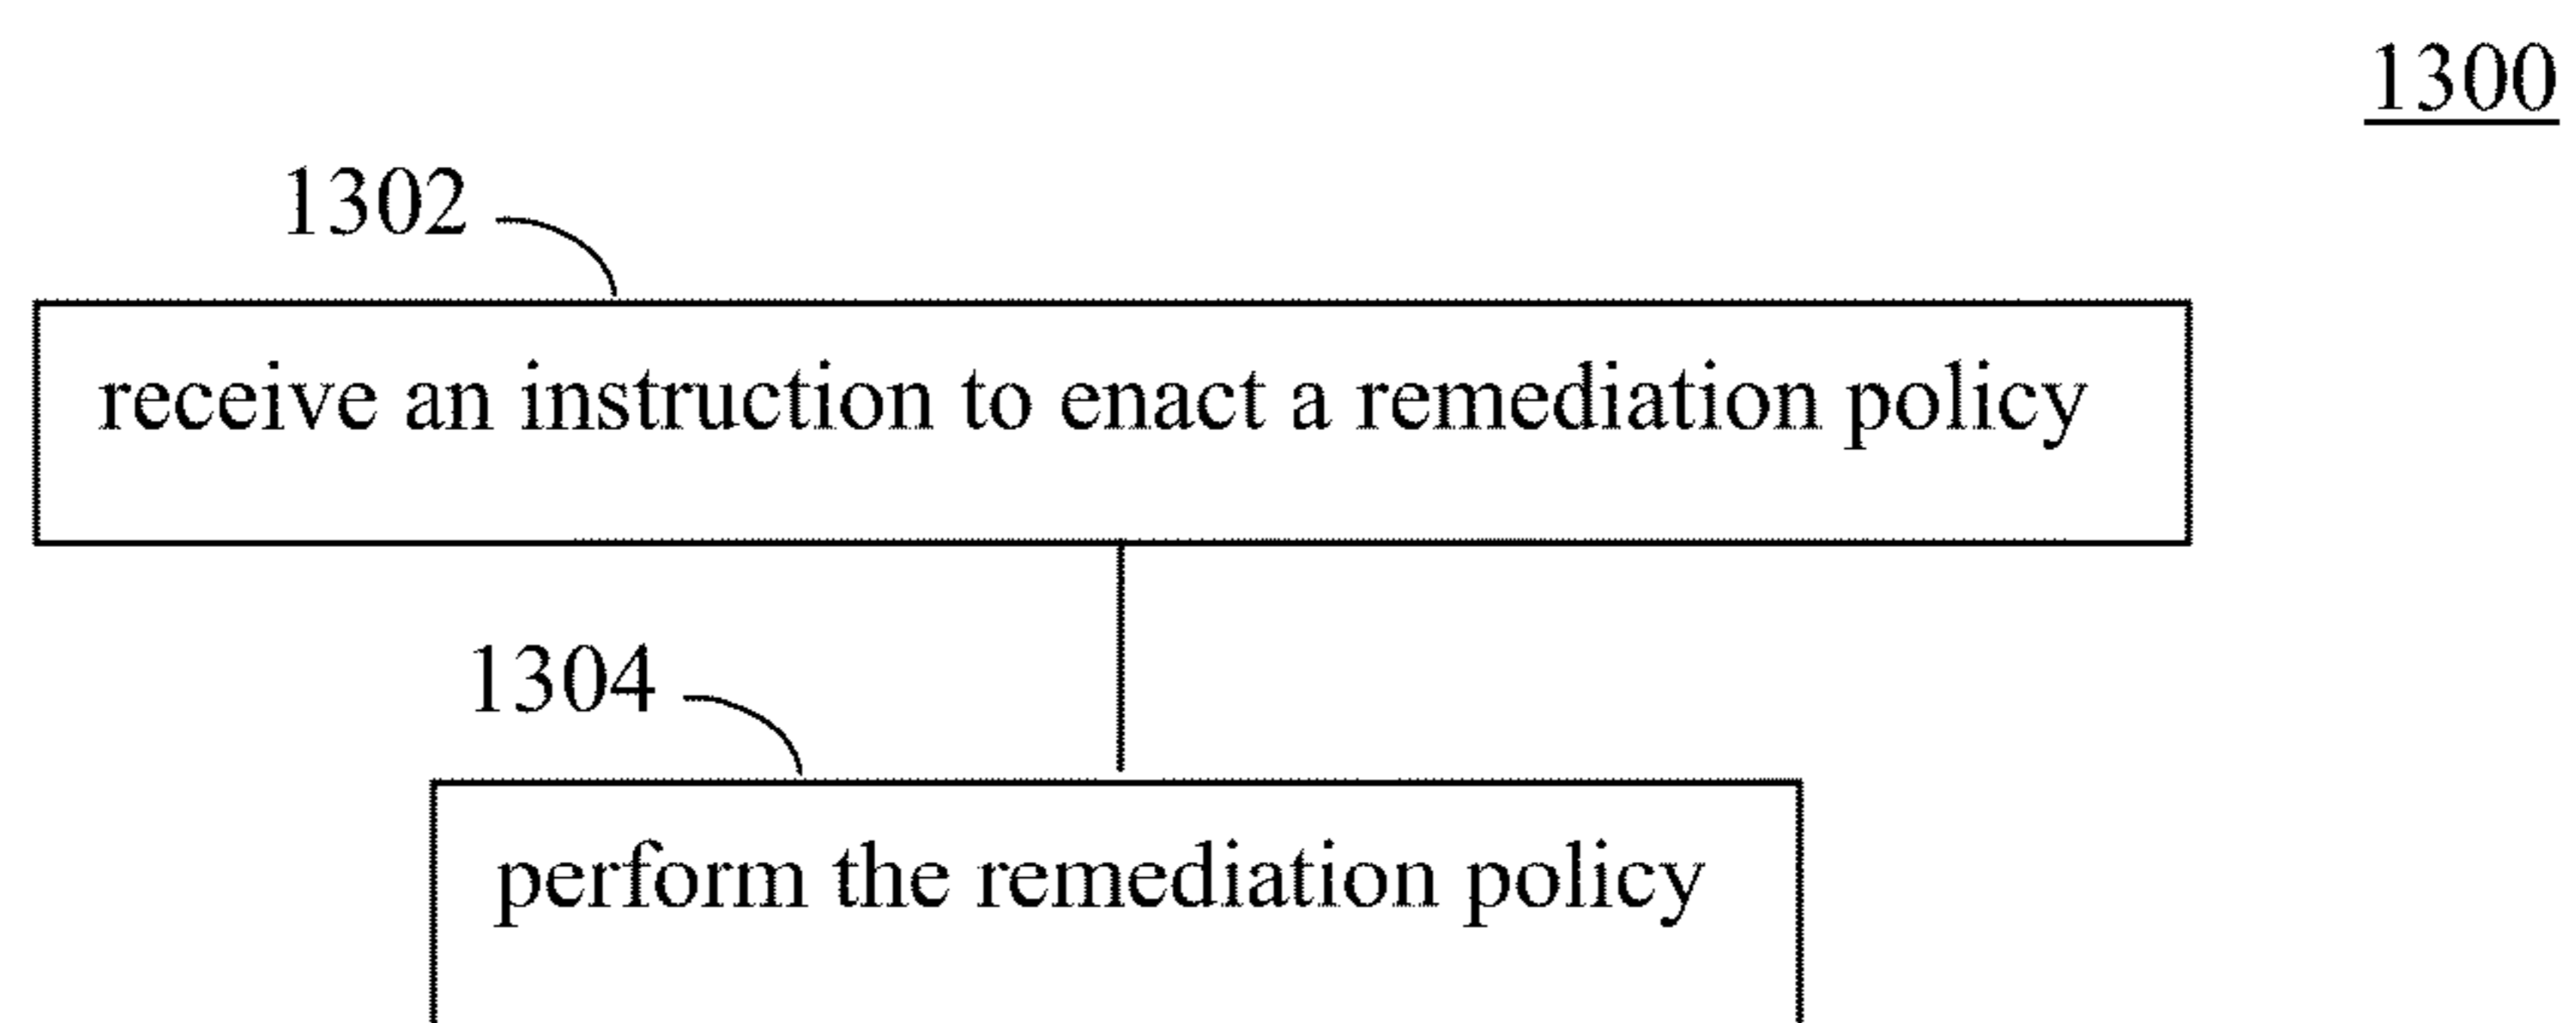 1300
1302
receive an instruction to enact a remediation policy
1304
perform the remediation policy